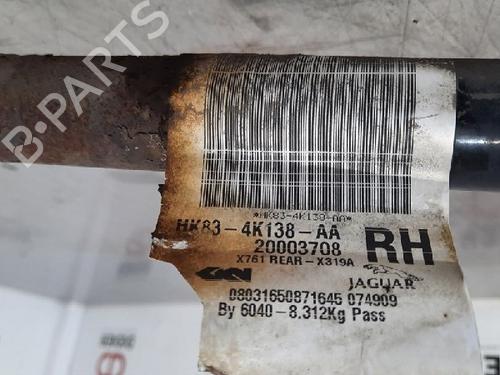 *HK83-4K138-AA*
HK83-4K138-AA
20003708
RH
X761 REAR-X319A
GKN
JAGUAR
08031650871645 074909
By 6040-8.312Kg Pass